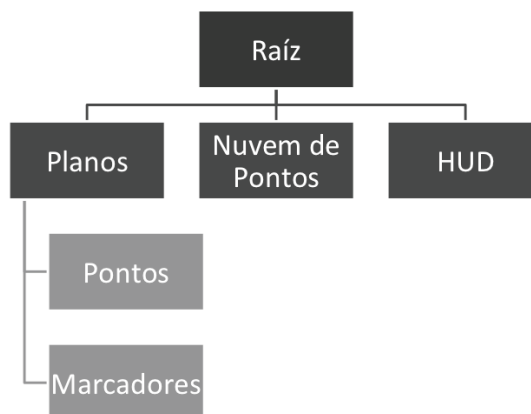 Raíz
Planos
Nuvem de
Pontos
HUD
Pontos
Marcadores